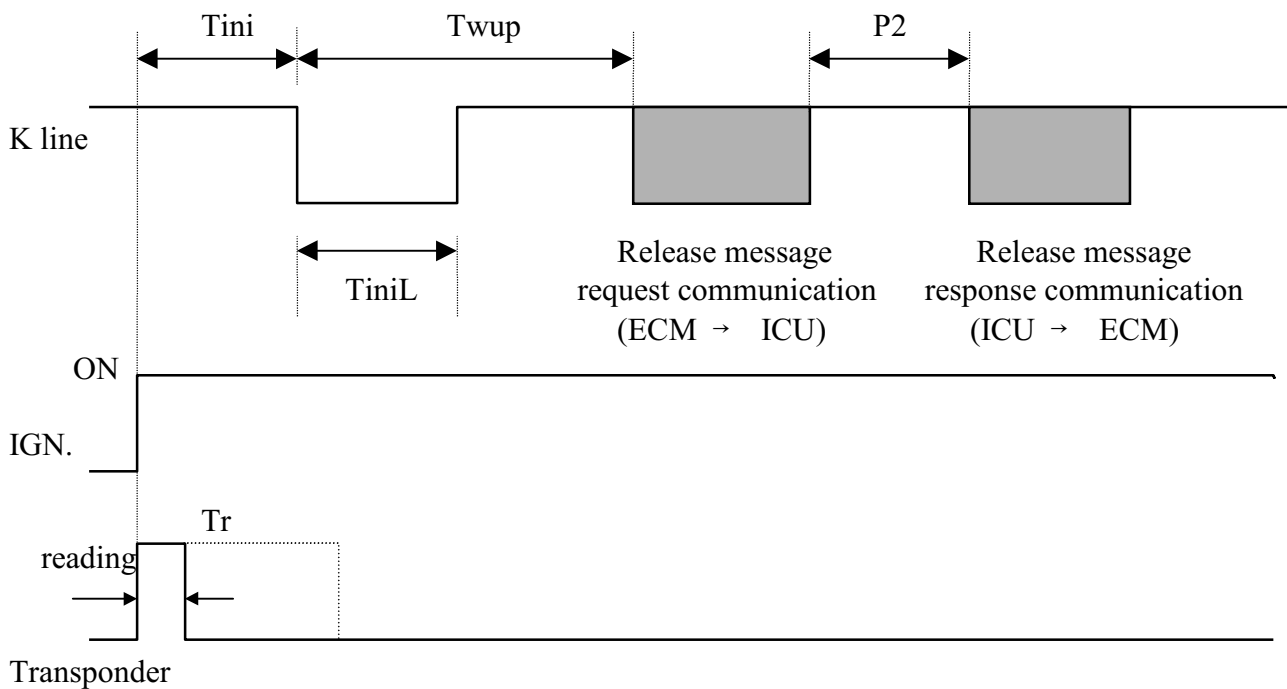 Tini
Twup
P2
K line
TiniL
Release message
request communication
(ECM → ICU)
Release message
response communication
(ICU → ECM)
ON
IGN.
Tr
reading
Transponder